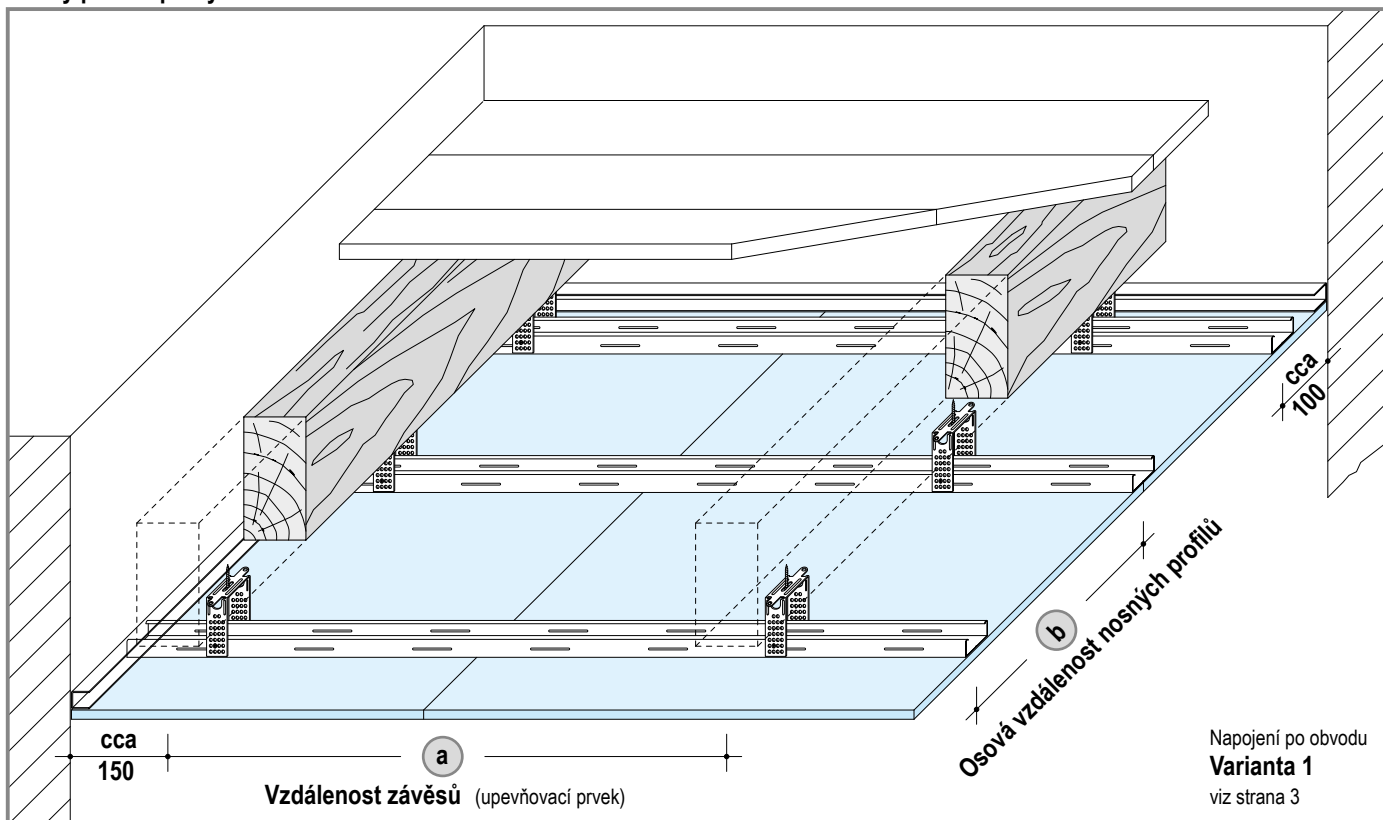 cca
100
b
Osová vzdálenost nosných profilů
cca
150
a
Vzdálenost závěsů (upevňovací prvek)
Napojení po obvodu
Varianta 1
viz strana 3